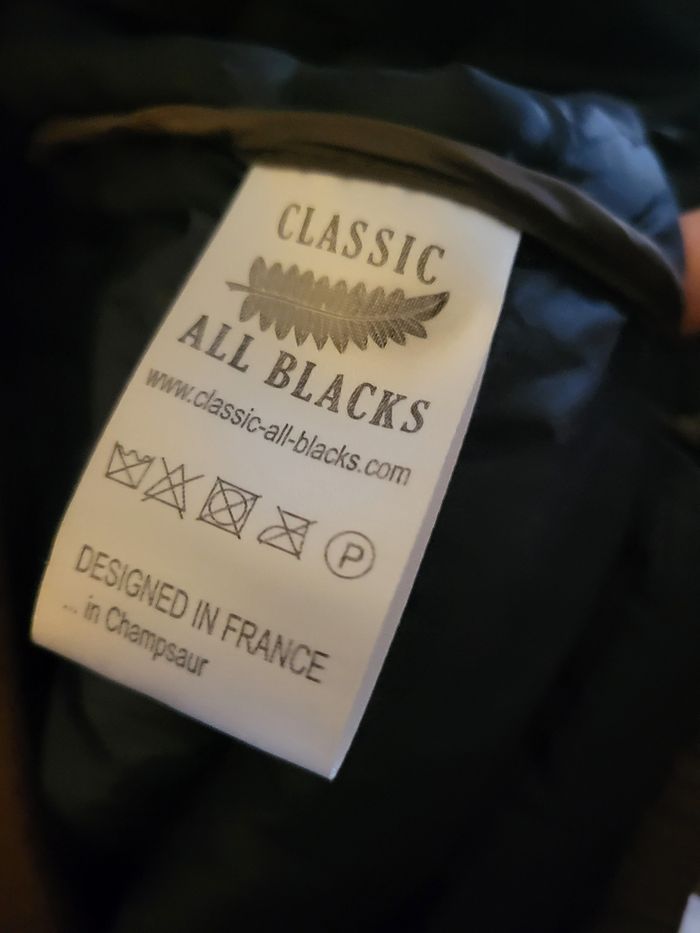 CLASSIC
ALL BLACKS
www.classic-all-blacks.com
P
DESIGNED IN FRANCE
... in Champsaur